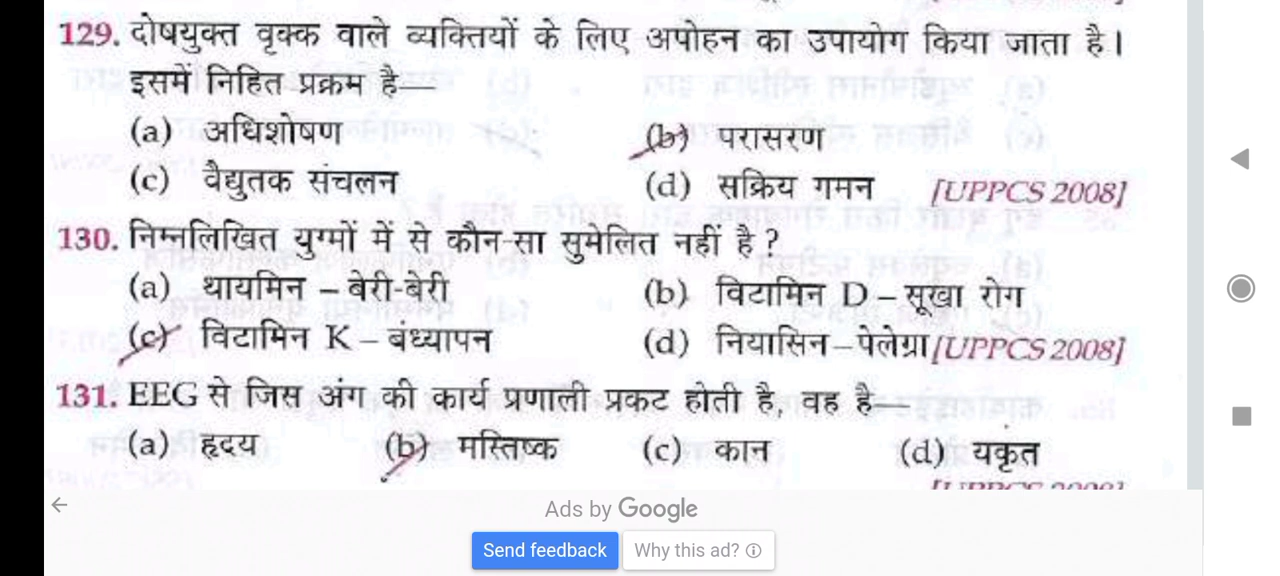 129. दोषयुक्त वृक्क वाले व्यक्तियों के लिए अपोहन का उपायोग किया जाता है।
इसमें निहित प्रक्रम है—
(a) अधिशोषण (b) परासरण
(c) वैद्युतक संचलन (d) सक्रिय गमन [UPPCS 2008]
130. निम्नलिखित युग्मों में से कौन-सा सुमेलित नहीं है ?
(a) थायमिन – बेरी-बेरी (b) विटामिन D – सूखा रोग
(c) विटामिन K – बंध्यापन (d) नियासिन–पेलेग्रा [UPPCS 2008]
131. EEG से जिस अंग की कार्य प्रणाली प्रकट होती है, वह है—
(a) हृदय (b) मस्तिष्क (c) कान (d) यकृत
Ads by Google
Send feedback Why this ad?